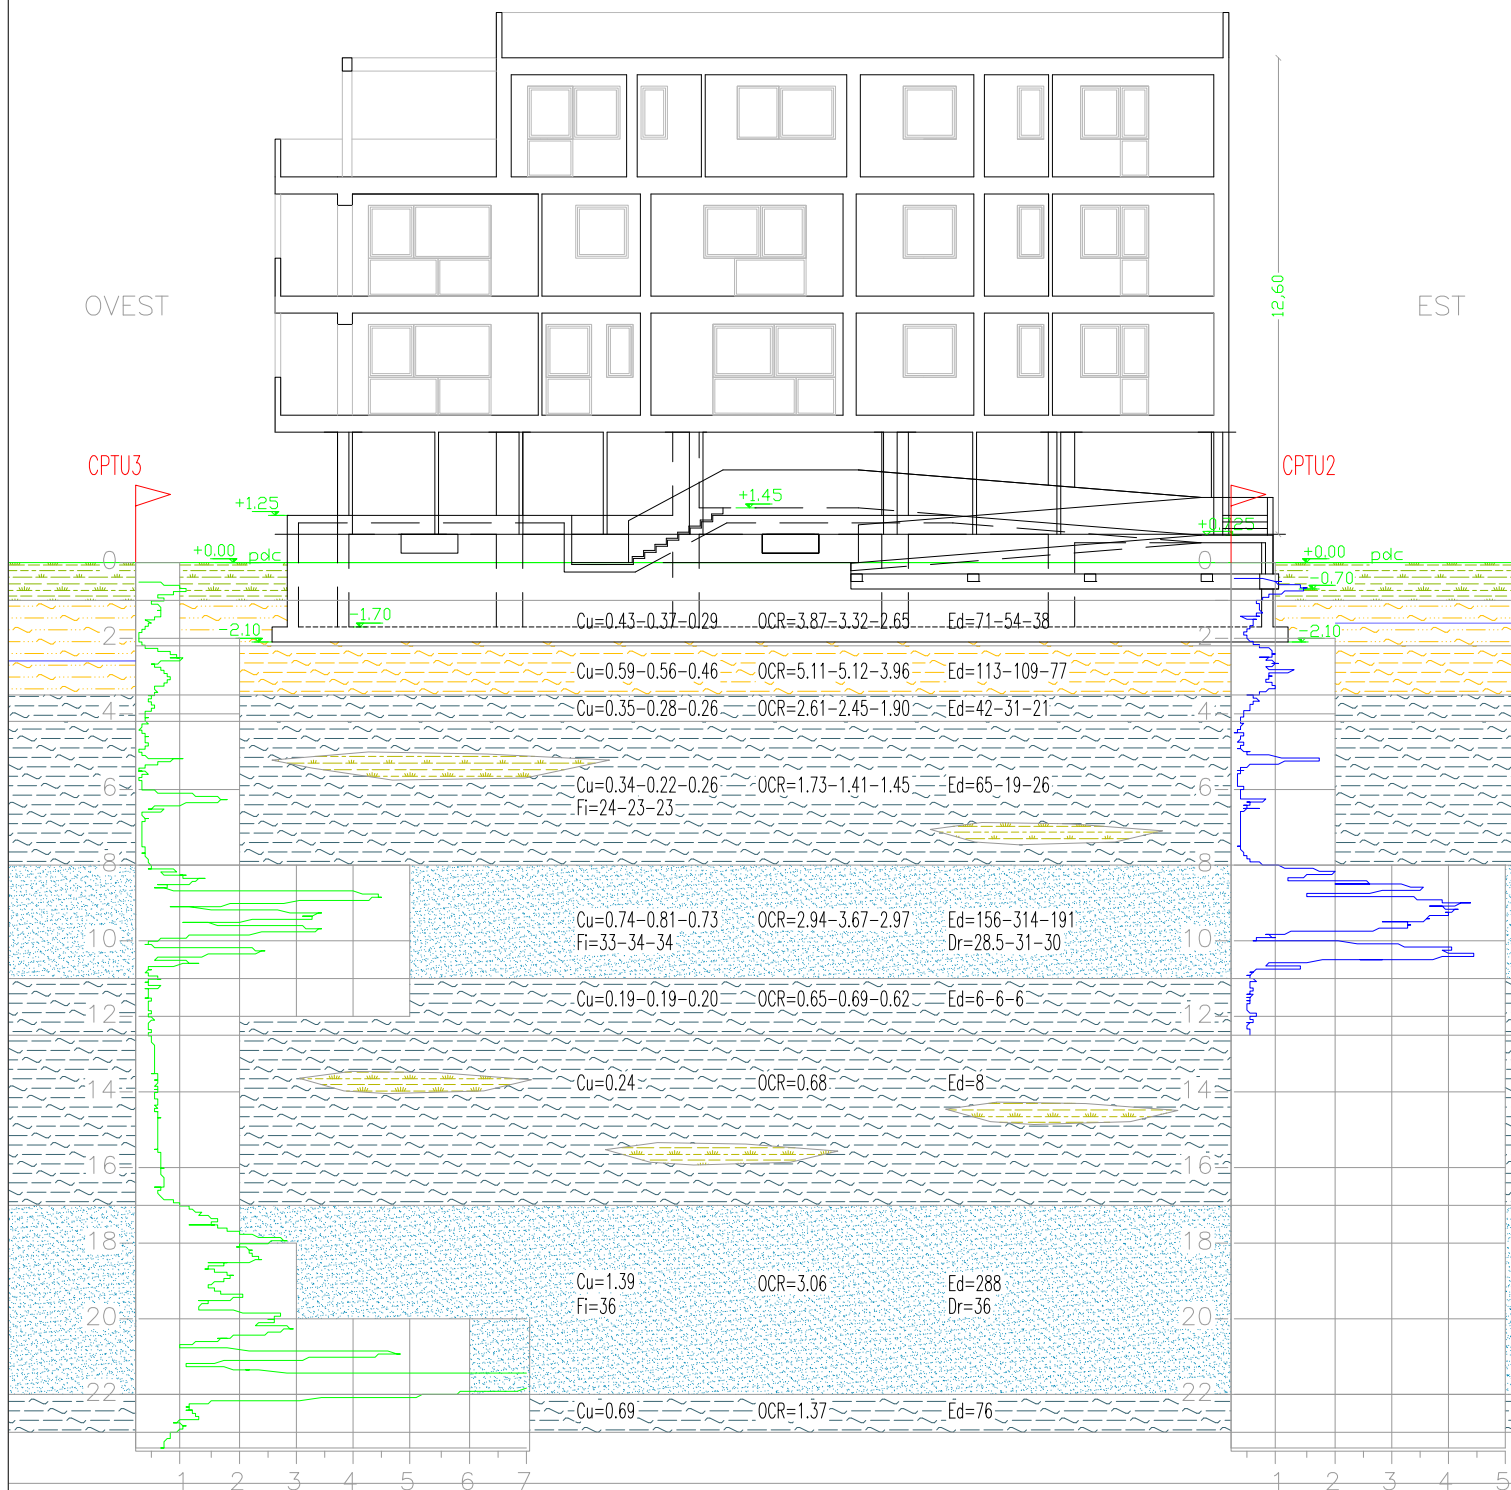 12,60
OVEST
EST
CPTU3
CPTU2
+1.25
+1.45
+0.725
+0.00 pdc
+0.00 pdc
0
0
-0.70
Cu=0.43-0.37-0.29 OCR=3.87-3.32-2.65 Ed=71-54-38
-1.70
-2.10
-2.10
2
2
Cu=0.59-0.56-0.46 OCR=5.11-5.12-3.96 Ed=113-109-77
Cu=0.35-0.28-0.26 OCR=2.61-2.45-1.90 Ed=42-31-21
4
4
Cu=0.34-0.22-0.26 OCR=1.73-1.41-1.45 Ed=65-19-26
6
6
Fi=24-23-23
8
8
Cu=0.74-0.81-0.73 OCR=2.94-3.67-2.97 Ed=156-314-191
Fi=33-34-34 Dr=28.5-31-30
10
10
Cu=0.19-0.19-0.20 OCR=0.65-0.69-0.62 Ed=6-6-6
12
12
Cu=0.24 OCR=0.68 Ed=8
14
14
16
16
18
18
Cu=1.39 OCR=3.06 Ed=288
Fi=36 Dr=36
20
20
22
22
Cu=0.69 OCR=1.37 Ed=76
1 2 3 4 5 6 7
1 2 3 4 5